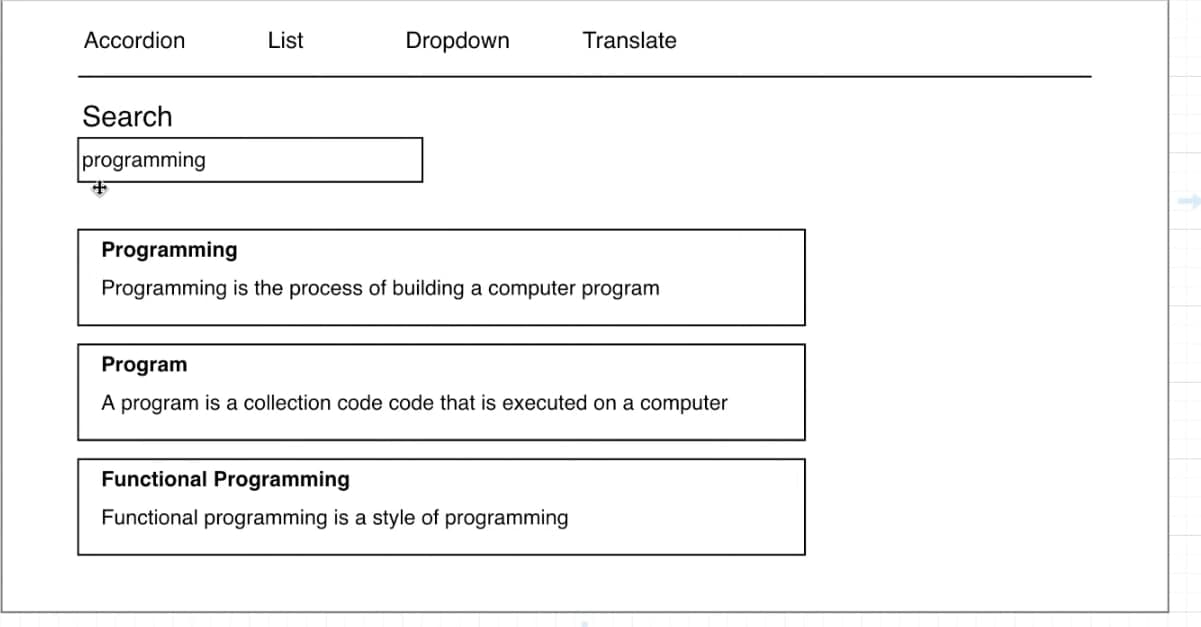 Accordion List Dropdown Translate
Search
programming
Programming
Programming is the process of building a computer program
Program
A program is a collection code code that is executed on a computer
Functional Programming
Functional programming is a style of programming